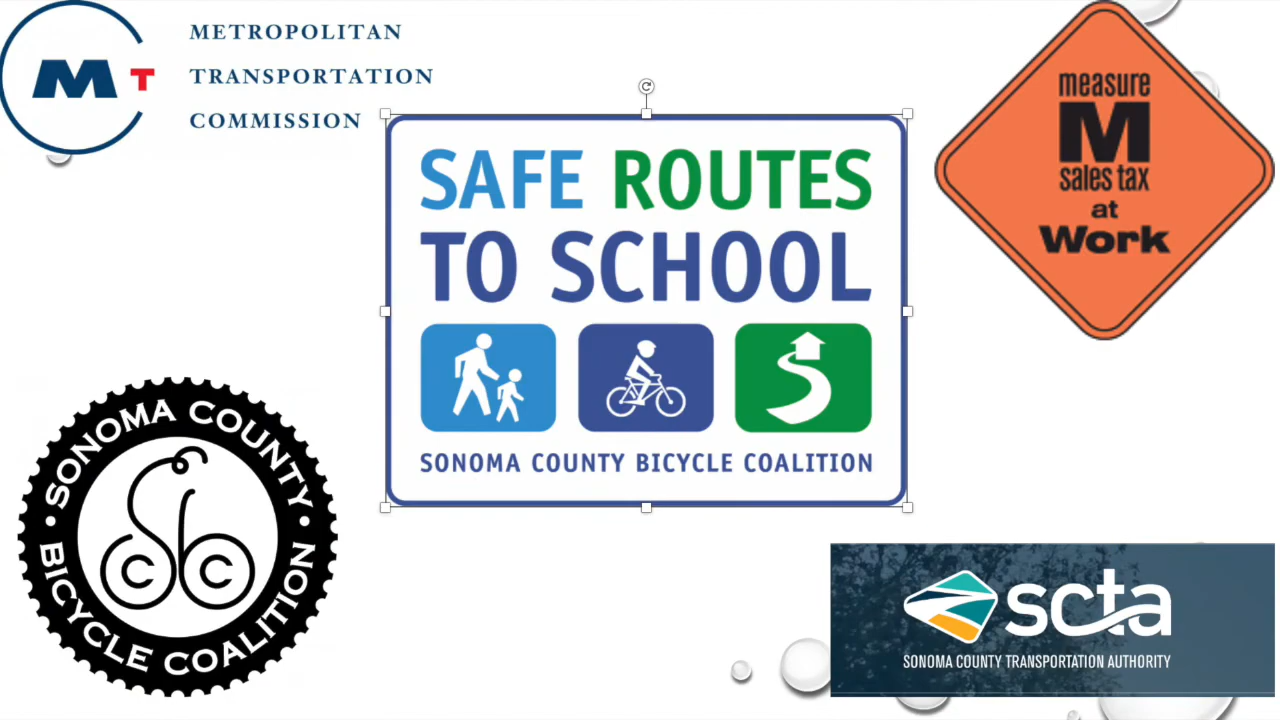 METROPOLITAN
TRANSPORTATION
COMMISSION
M T
measure
M
sales tax
at
Work
SAFE ROUTES
TO SCHOOL
SONOMA COUNTY BICYCLE COALITION
SONOMA COUNTY
BICYCLE COALITION
C C
scta
SONOMA COUNTY TRANSPORTATION AUTHORITY